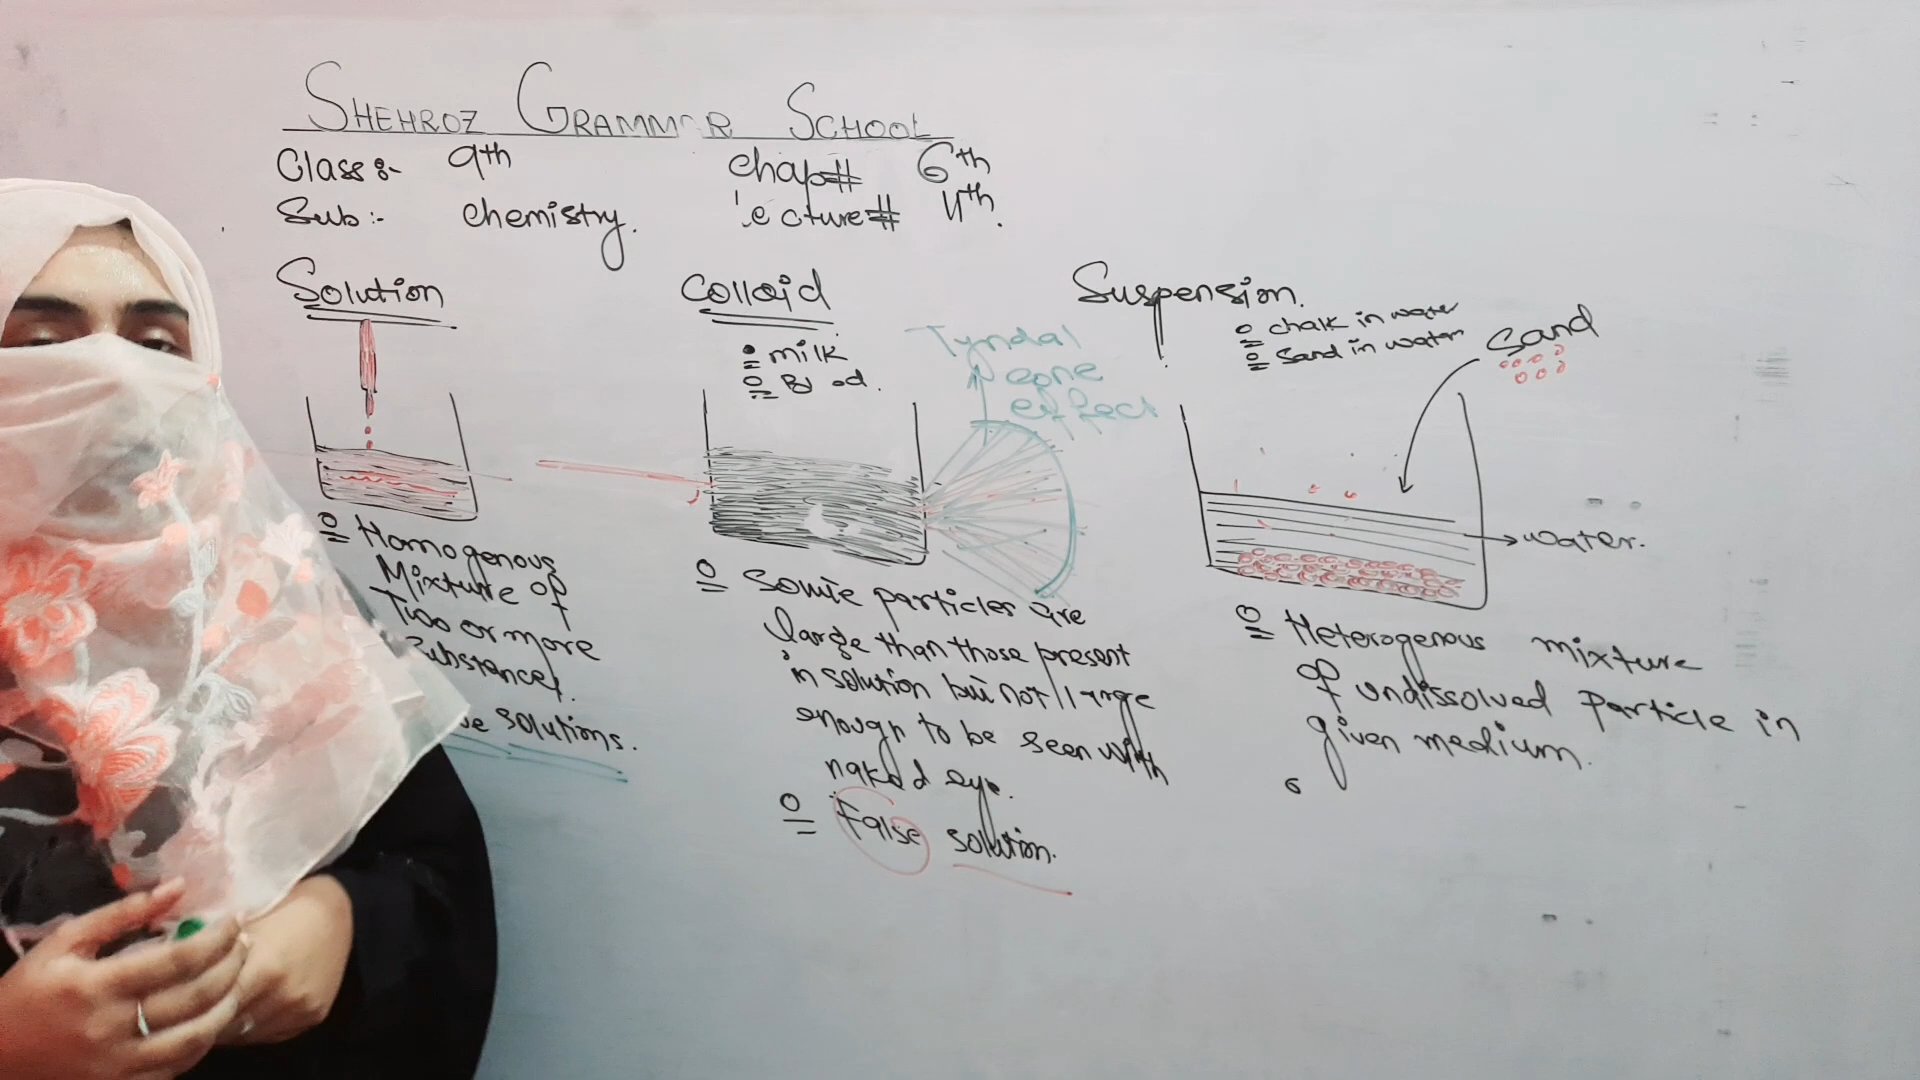 SHEHROZ GRAMMAR SCHOOL
Class:- 9th chap# 6th
Sub:- chemistry. lecture# 4th.
Solution
Homogenous
Mixture of
Two or more
Substances.
solutions.
Colloid
milk
Blood.
Tyndal
cone
effect
Some particles are
large than those present
in solution but not large
enough to be seen with
naked eye.
False solution.
Suspension.
chalk in water
Sand in water
Sand
water.
Heterogenous mixture
of undissolved particle in
given medium.